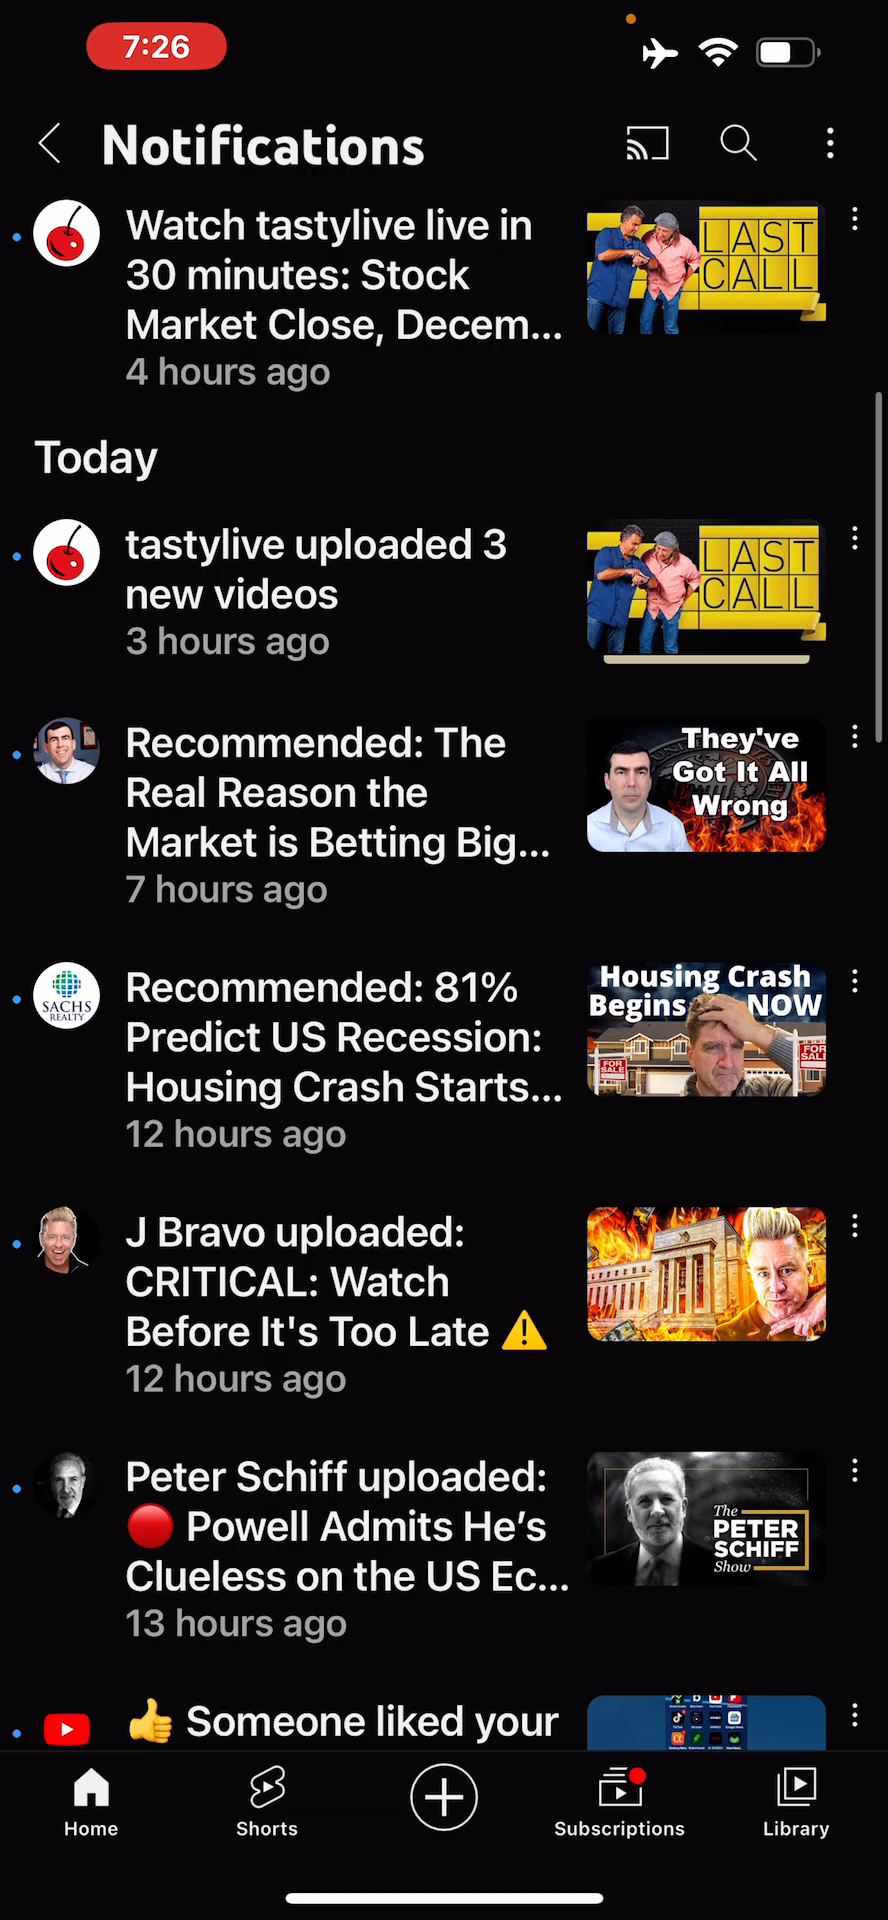 7:26
Notifications
Watch tastylive live in
30 minutes: Stock
Market Close, Decem...
4 hours ago
LAST
CALL
Today
tastylive uploaded 3
new videos
3 hours ago
LAST
CALL
Recommended: The
Real Reason the
Market is Betting Big...
7 hours ago
They've
Got It All
Wrong
SACHS
REALTY
Recommended: 81%
Predict US Recession:
Housing Crash Starts...
12 hours ago
Housing Crash
Begins NOW
FOR
SALE
FOR
SALE
J Bravo uploaded:
CRITICAL: Watch
Before It's Too Late ⚠️
12 hours ago
Peter Schiff uploaded:
🔴 Powell Admits He’s
Clueless on the US Ec...
13 hours ago
The
PETER
SCHIFF
Show
👍 Someone liked your
Home
Shorts
Subscriptions
Library